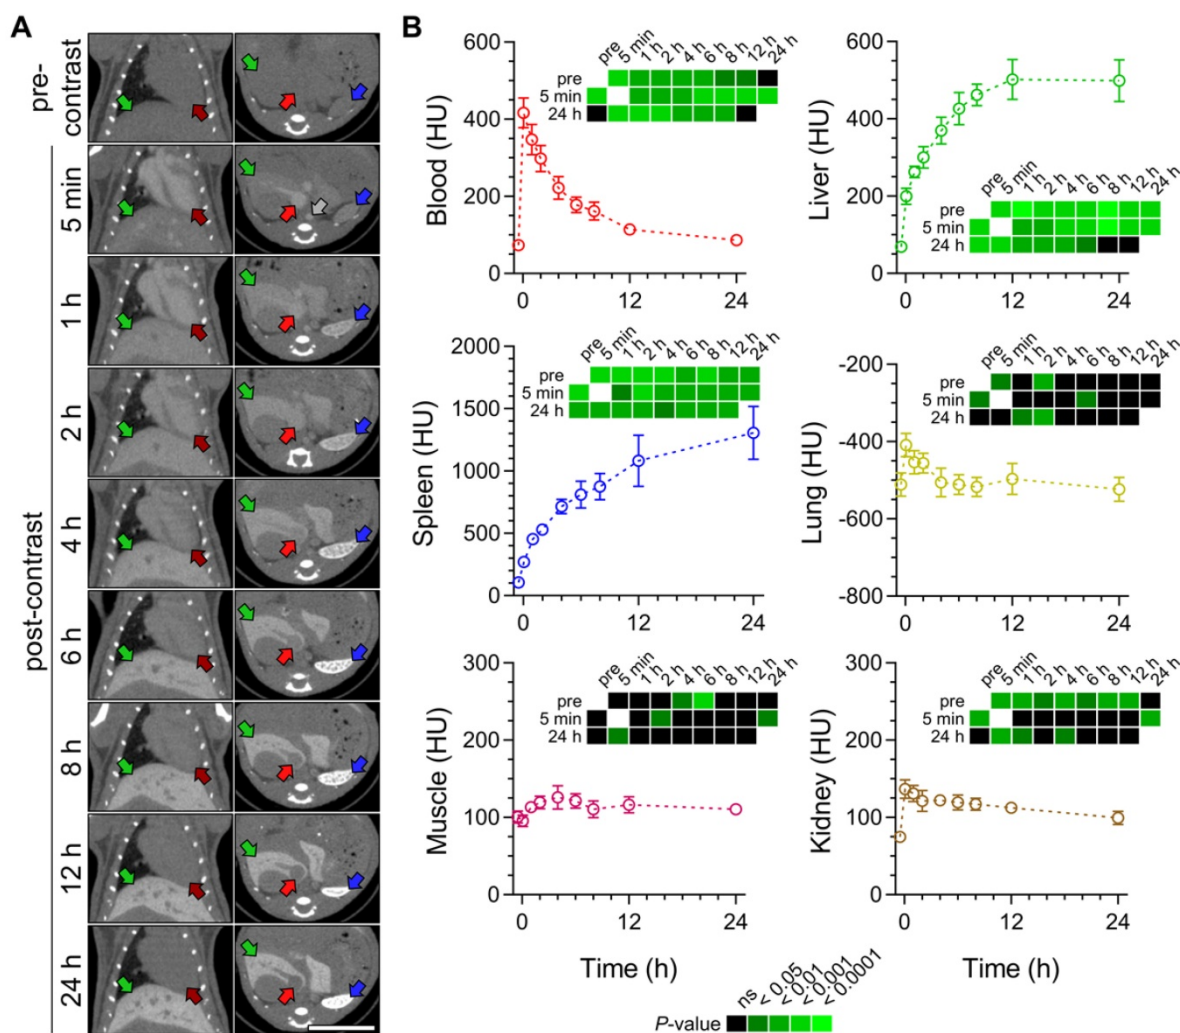 A
pre-
contrast
post-contrast
5 min
1 h
2 h
4 h
6 h
8 h
12 h
24 h
B
Blood (HU)
600
400
200
0
0 12 24
pre 5 min 1 h 2 h 4 h 6 h 8 h 12 h 24 h
pre
5 min
24 h
Liver (HU)
600
400
200
0
0 12 24
pre 5 min 1 h 2 h 4 h 6 h 8 h 12 h 24 h
pre
5 min
24 h
Spleen (HU)
2000
1500
1000
500
0
0 12 24
pre 5 min 1 h 2 h 4 h 6 h 8 h 12 h 24 h
pre
5 min
24 h
Lung (HU)
-200
-400
-600
-800
0 12 24
pre 5 min 1 h 2 h 4 h 6 h 8 h 12 h 24 h
pre
5 min
24 h
Muscle (HU)
300
200
100
0
0 12 24
pre 5 min 1 h 2 h 4 h 6 h 8 h 12 h 24 h
pre
5 min
24 h
Time (h)
Kidney (HU)
300
200
100
0
0 12 24
pre 5 min 1 h 2 h 4 h 6 h 8 h 12 h 24 h
pre
5 min
24 h
Time (h)
P-value
ns < 0.05 < 0.01 < 0.001 < 0.0001